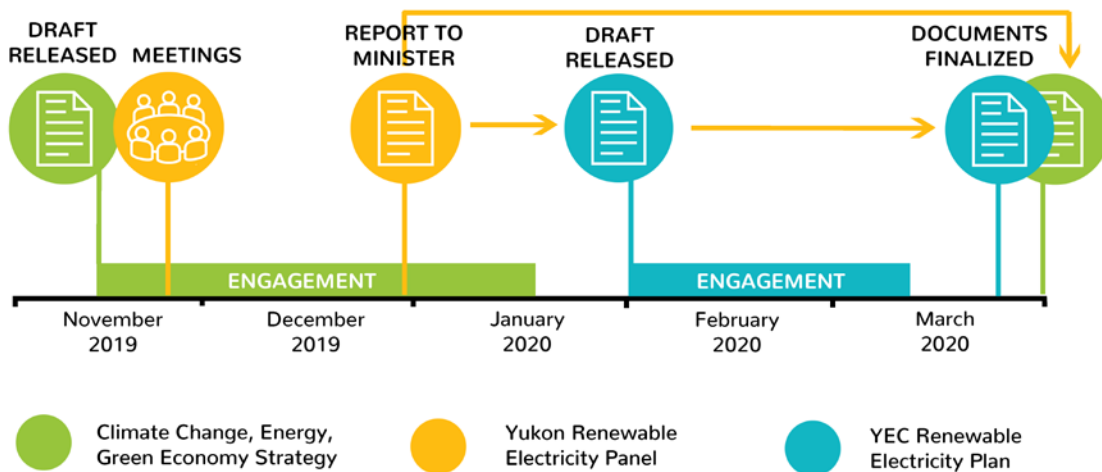 DRAFT
RELEASED
MEETINGS
REPORT TO
MINISTER
DRAFT
RELEASED
DOCUMENTS
FINALIZED
ENGAGEMENT
ENGAGEMENT
November
2019
December
2019
January
2020
February
2020
March
2020
Climate Change, Energy,
Green Economy Strategy
Yukon Renewable
Electricity Panel
YEC Renewable
Electricity Plan